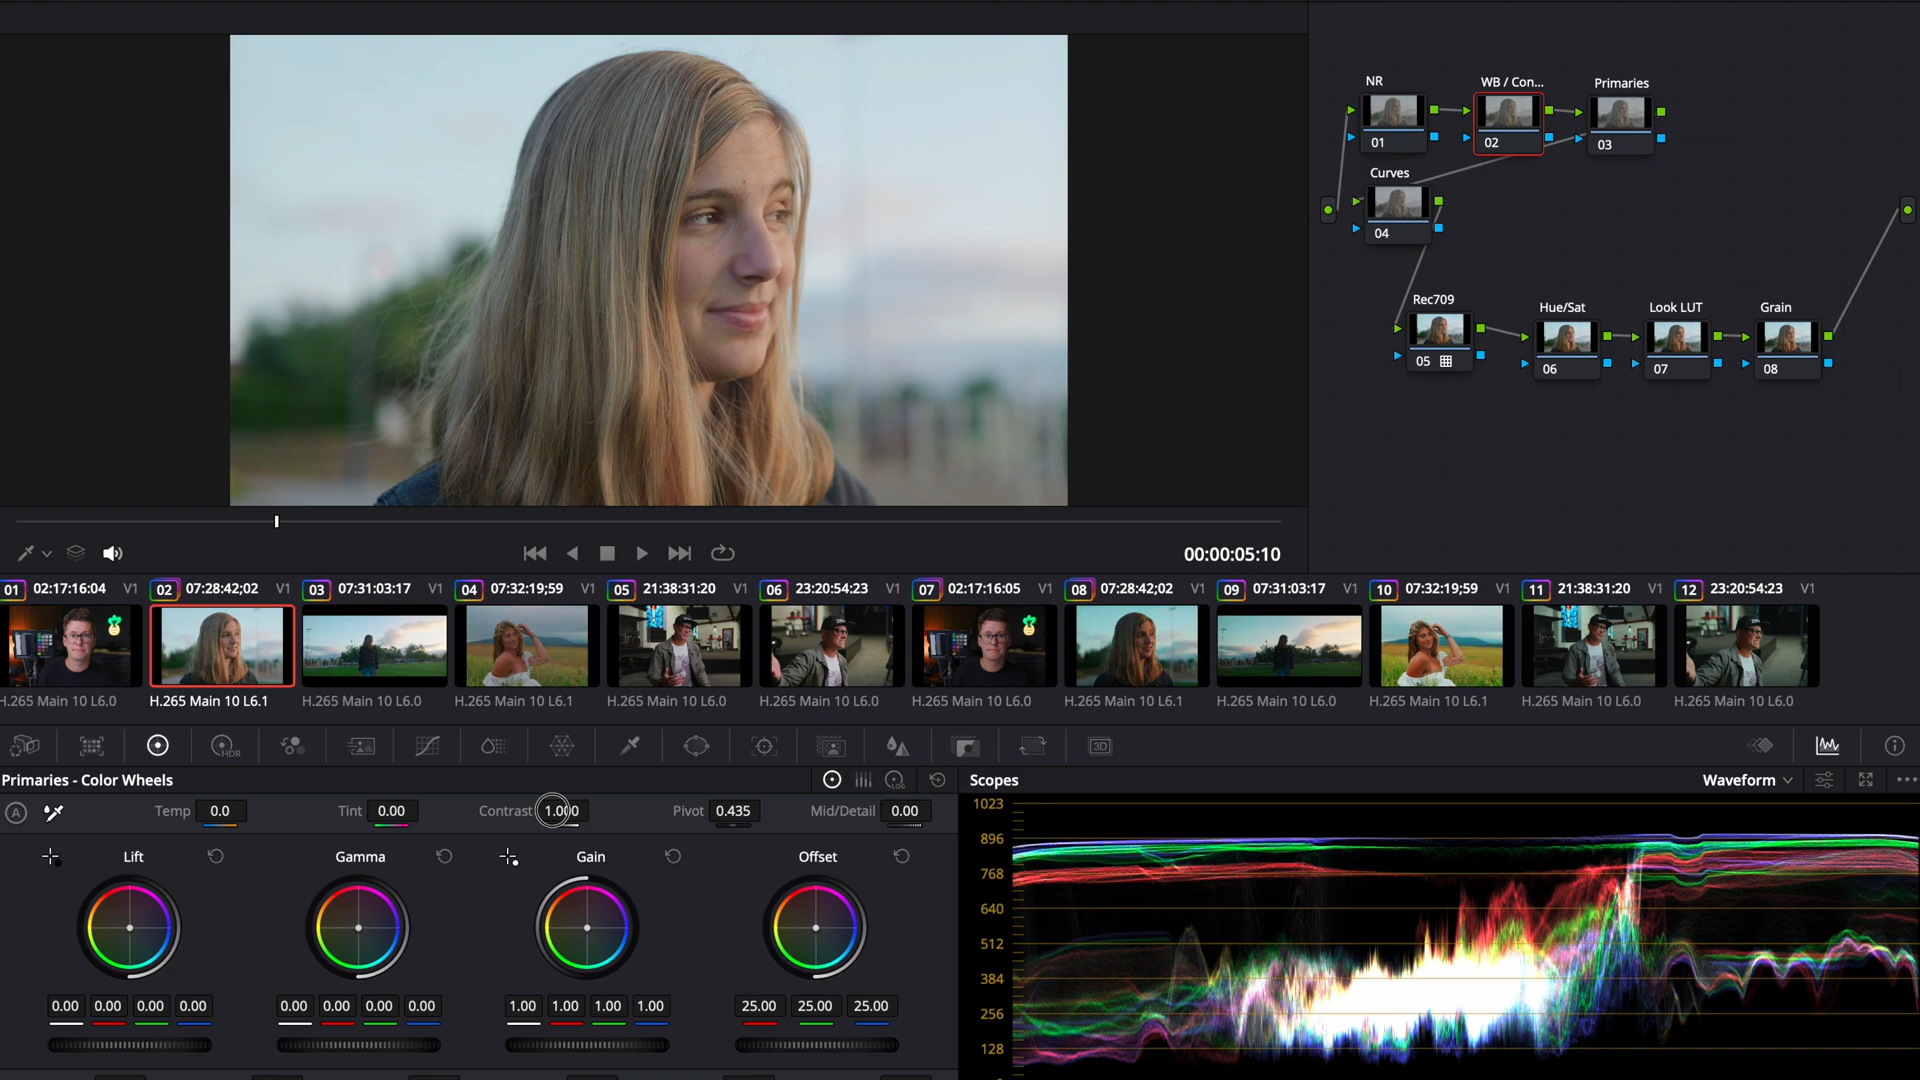 NR
WB / Con...
Primaries
01
02
03
Curves
04
Rec709
Hue/Sat
Look LUT
Grain
05
06
07
08
00:00:05:10
01 02:17:16:04 V1
02 07:28:42;02 V1
03 07:31:03:17 V1
04 07:32:19;59 V1
05 21:38:31:20 V1
06 23:20:54:23 V1
07 02:17:16:05 V1
08 07:28:42;02 V1
09 07:31:03:17 V1
10 07:32:19;59 V1
11 21:38:31:20 V1
12 23:20:54:23 V1
H.265 Main 10 L6.0
H.265 Main 10 L6.1
H.265 Main 10 L6.0
H.265 Main 10 L6.1
H.265 Main 10 L6.0
H.265 Main 10 L6.0
H.265 Main 10 L6.0
H.265 Main 10 L6.1
H.265 Main 10 L6.0
H.265 Main 10 L6.1
H.265 Main 10 L6.0
H.265 Main 10 L6.0
HDR
3D
Primaries - Color Wheels
LOG
Scopes
Waveform
A
Temp 0.0
Tint 0.00
Contrast 1.000
Pivot 0.435
Mid/Detail 0.00
Lift
Gamma
Gain
Offset
0.00 0.00 0.00 0.00
0.00 0.00 0.00 0.00
1.00 1.00 1.00 1.00
25.00 25.00 25.00
1023
896
768
640
512
384
256
128